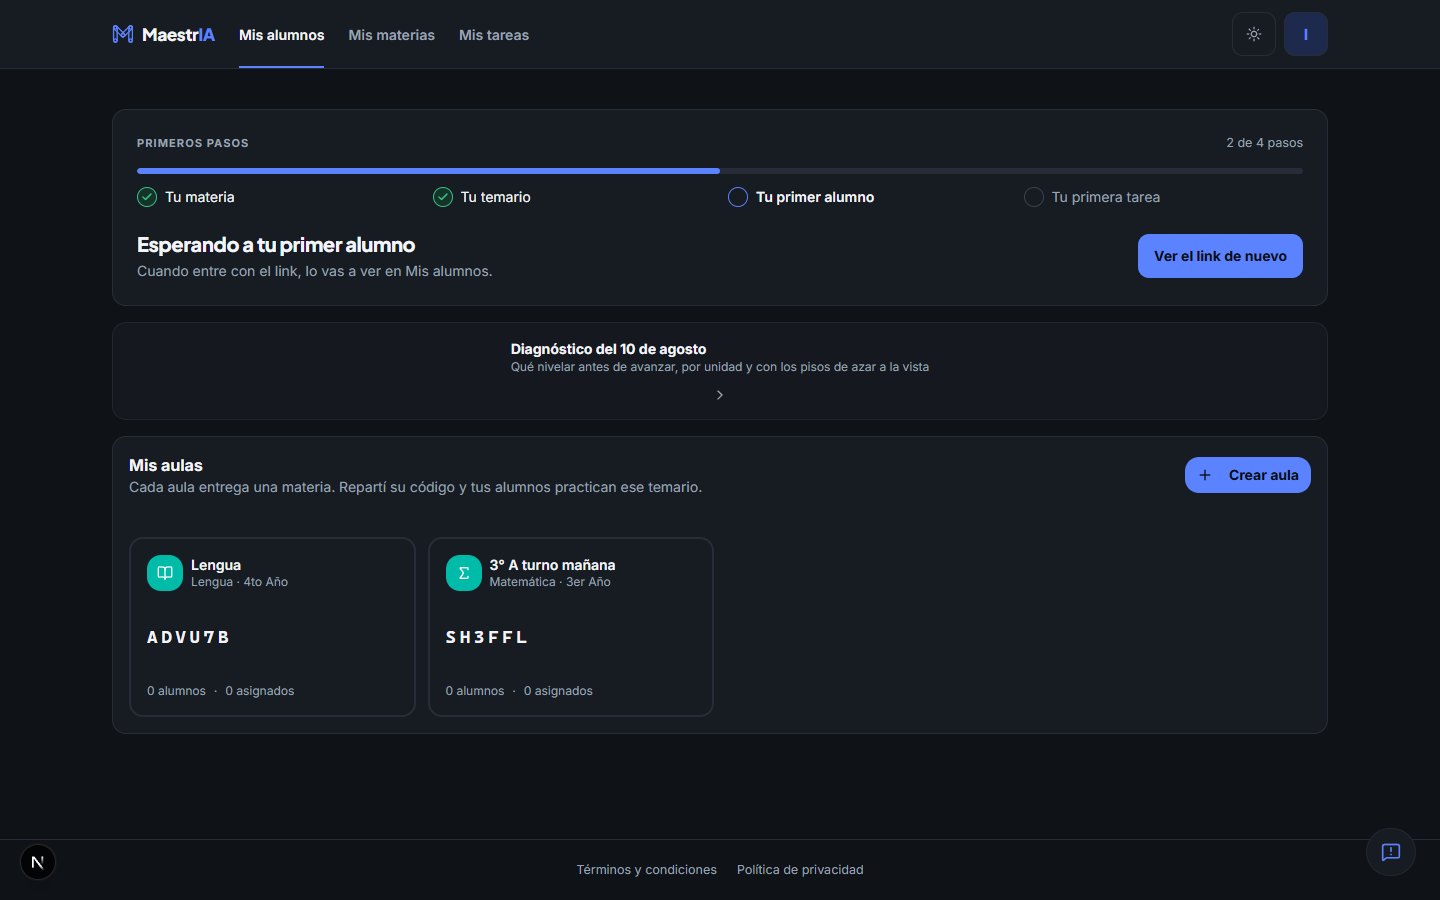 MaestrIA Mis alumnos Mis materias Mis tareas I
PRIMEROS PASOS 2 de 4 pasos
Tu materia Tu temario Tu primer alumno Tu primera tarea
Esperando a tu primer alumno
Cuando entre con el link, lo vas a ver en Mis alumnos.
Ver el link de nuevo
Diagnóstico del 10 de agosto
Qué nivelar antes de avanzar, por unidad y con los pisos de azar a la vista
Mis aulas
Cada aula entrega una materia. Repartí su código y tus alumnos practican ese temario.
+ Crear aula
Lengua
Lengua · 4to Año
ADVU7B
0 alumnos · 0 asignados
Σ
3° A turno mañana
Matemática · 3er Año
SH3FFL
0 alumnos · 0 asignados
N
Términos y condiciones Política de privacidad